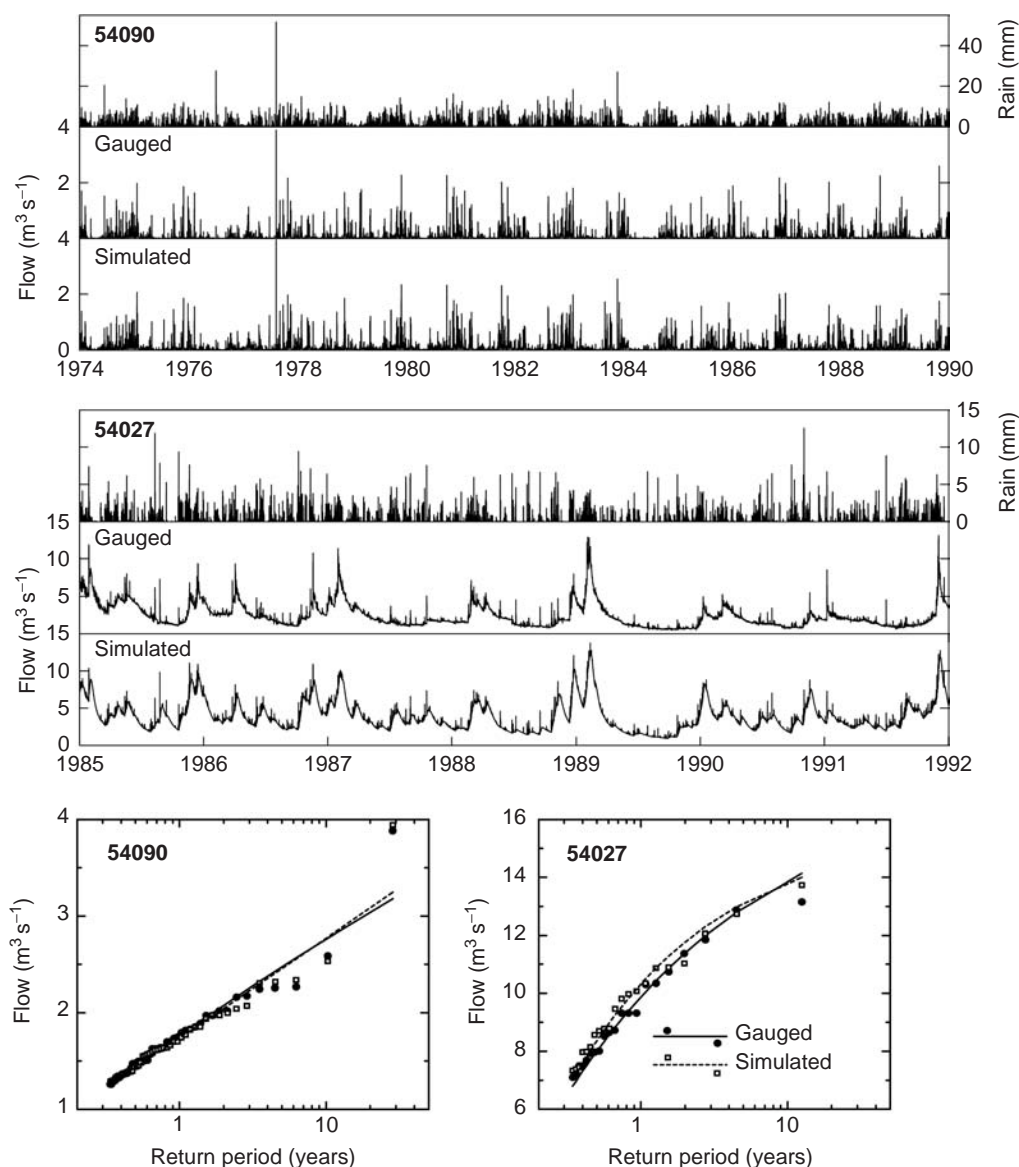 54090
40
20
0
Rain (mm)
4
Gauged
2
Flow (m³ s⁻¹)
4
Simulated
2
0
1974 1976 1978 1980 1982 1984 1986 1988 1990
54027
15
10
5
0
Rain (mm)
15
Gauged
10
5
Flow (m³ s⁻¹)
15
Simulated
10
5
0
1985 1986 1987 1988 1989 1990 1991 1992
54090
4
3
2
1
Flow (m³ s⁻¹)
1 10
Return period (years)
54027
16
14
12
10
8
6
Flow (m³ s⁻¹)
Gauged
Simulated
1 10
Return period (years)